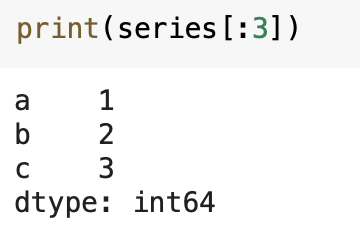 print(series[:3])
a    1
b    2
c    3
dtype: int64